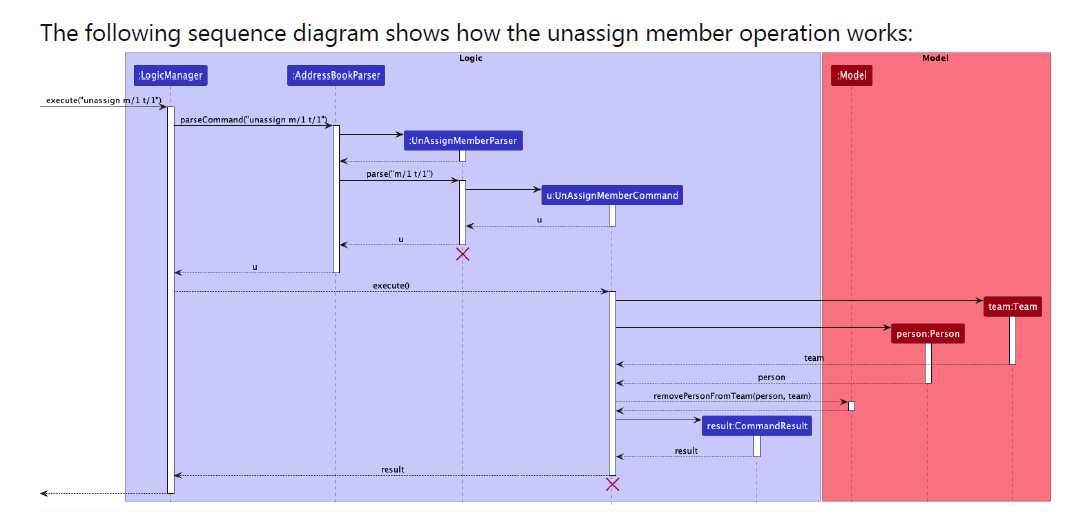 The following sequence diagram shows how the unassign member operation works:
Logic
Model
:LogicManager
:AddressBookParser
:Model
execute("unassign m/1 t/1")
parseCommand("unassign m/1 t/1")
:UnAssignMemberParser
parse("m/1 t/1")
u:UnAssignMemberCommand
u
u
u
execute()
team:Team
person:Person
team
person
removePersonFromTeam(person, team)
result:CommandResult
result
result